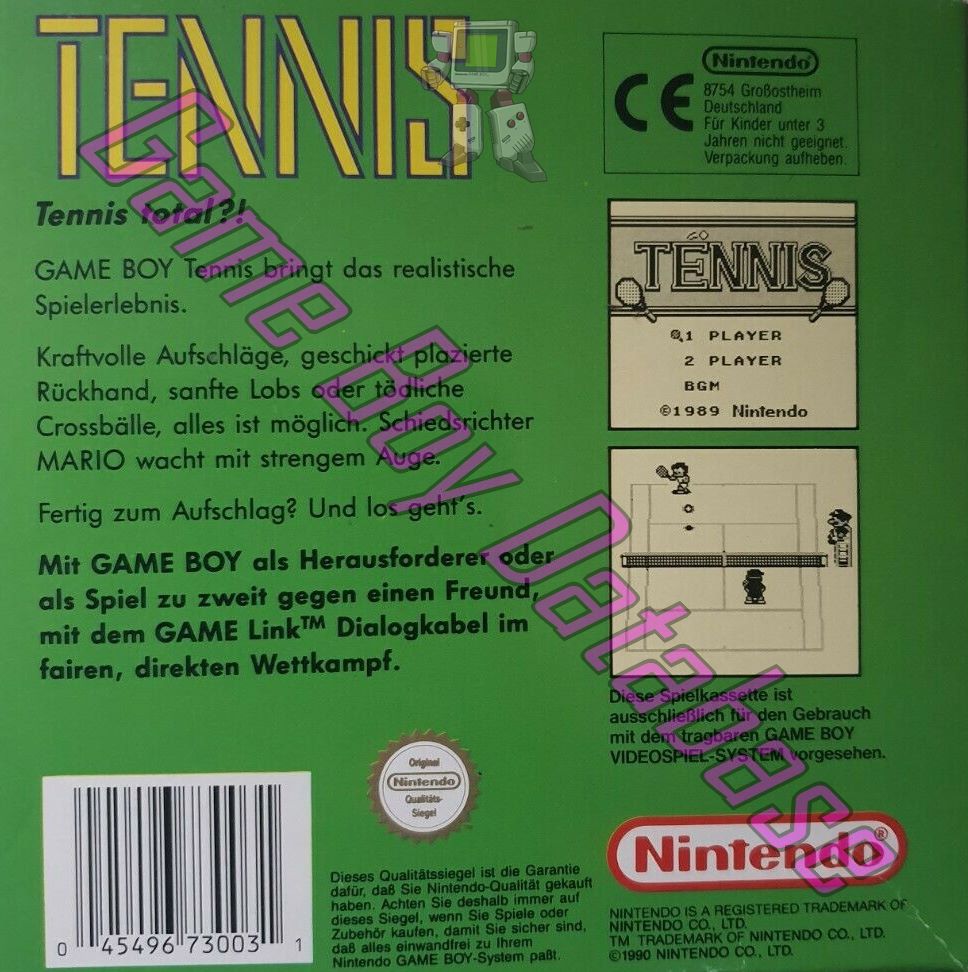 TENNIS
Nintendo®
CE
8754 Großostheim
Deutschland
Für Kinder unter 3
Jahren nicht geeignet.
Verpackung aufheben.
Tennis total?!
GAME BOY Tennis bringt das realistische
Spielerlebnis.
Kraftvolle Aufschläge, geschickt plazierte
Rückhand, sanfte Lobs oder tödliche
Crossbälle, alles ist möglich. Schiedsrichter
MARIO wacht mit strengem Auge.
Fertig zum Aufschlag? Und los geht's.
Mit GAME BOY als Herausforderer oder
als Spiel zu zweit gegen einen Freund,
mit dem GAME Link™ Dialogkabel im
fairen, direkten Wettkampf.
TENNIS
1 PLAYER
2 PLAYER
BGM
©1989 Nintendo
Diese Spielkassette ist
ausschließlich für den Gebrauch
mit dem tragbaren GAME BOY
VIDEOSPIEL-SYSTEM vorgesehen.
Original
Nintendo
Qualitäts-
Siegel
Dieses Qualitätssiegel ist die Garantie
dafür, daß Sie Nintendo-Qualität gekauft
haben. Achten Sie deshalb immer auf
dieses Siegel, wenn Sie Spiele oder
Zubehör kaufen, damit Sie sicher sind,
daß alles einwandfrei zu Ihrem
Nintendo GAME BOY-System paßt.
0 45496 73003 1
Nintendo®
NINTENDO IS A REGISTERED TRADEMARK OF
NINTENDO CO., LTD.
TM TRADEMARK OF NINTENDO CO., LTD.
©1990 NINTENDO CO., LTD.
Game Boy Database